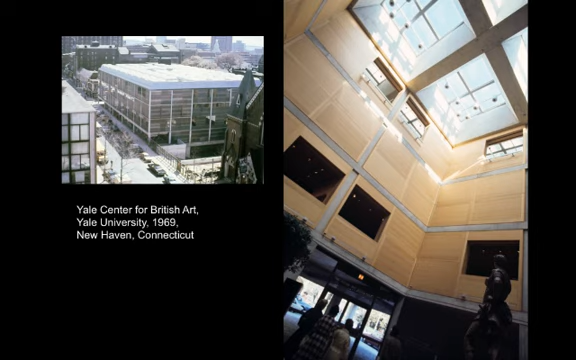 Yale Center for British Art,
Yale University, 1969,
New Haven, Connecticut